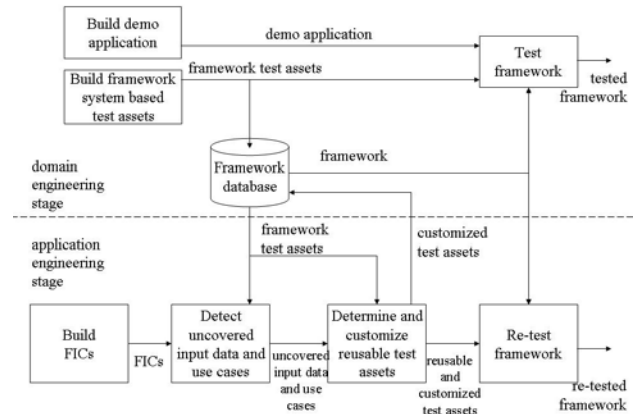 Build demo
application
demo application
Test
framework
tested
framework
Build framework
system based
test assets
framework test assets
Framework
database
framework
domain
engineering
stage
application
engineering
stage
framework
test assets
customized
test assets
Build
FICs
FICs
Detect
uncovered
input data and
use cases
uncovered
input data
and use
cases
Determine and
customize
reusable test
assets
reusable and
customized
test assets
Re-test
framework
re-tested
framework